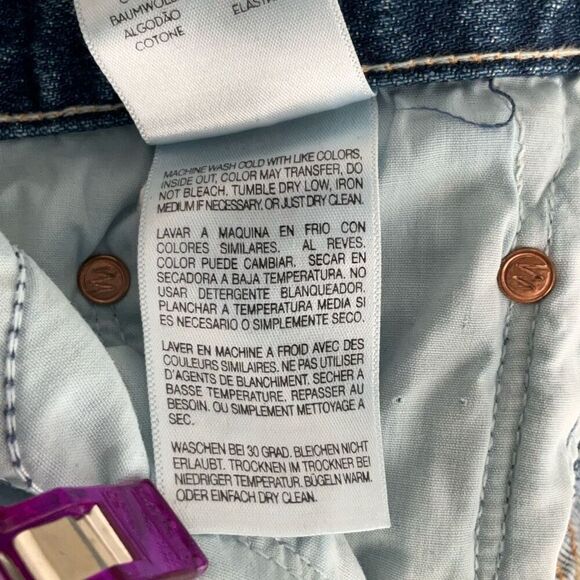 BAUMWOLL
ALGODÃO
COTONE
ELASTA
MACHINE WASH COLD WITH LIKE COLORS,
INSIDE OUT, COLOR MAY TRANSFER, DO
NOT BLEACH. TUMBLE DRY LOW, IRON
MEDIUM IF NECESSARY. OR JUST DRY CLEAN.
LAVAR A MAQUINA EN FRIO CON
COLORES SIMILARES. AL REVES.
COLOR PUEDE CAMBIAR. SECAR EN
SECADORA A BAJA TEMPERATURA. NO
USAR DETERGENTE BLANQUEADOR.
PLANCHAR A TEMPERATURA MEDIA SI
ES NECESARIO O SIMPLEMENTE SECO.
LAVER EN MACHINE A FROID AVEC DES
COULEURS SIMILAIRES. NE PAS UTILISER
D'AGENTS DE BLANCHIMENT. SECHER A
BASSE TEMPERATURE. REPASSER AU
BESOIN. OU SIMPLEMENT METTOYAGE A
SEC.
WASCHEN BEI 30 GRAD. BLEICHEN NICHT
ERLAUBT. TROCKNEN IM TROCKNER BEI
NIEDRIGER TEMPERATUR. BÜGELN WARM.
ODER EINFACH DRY CLEAN.